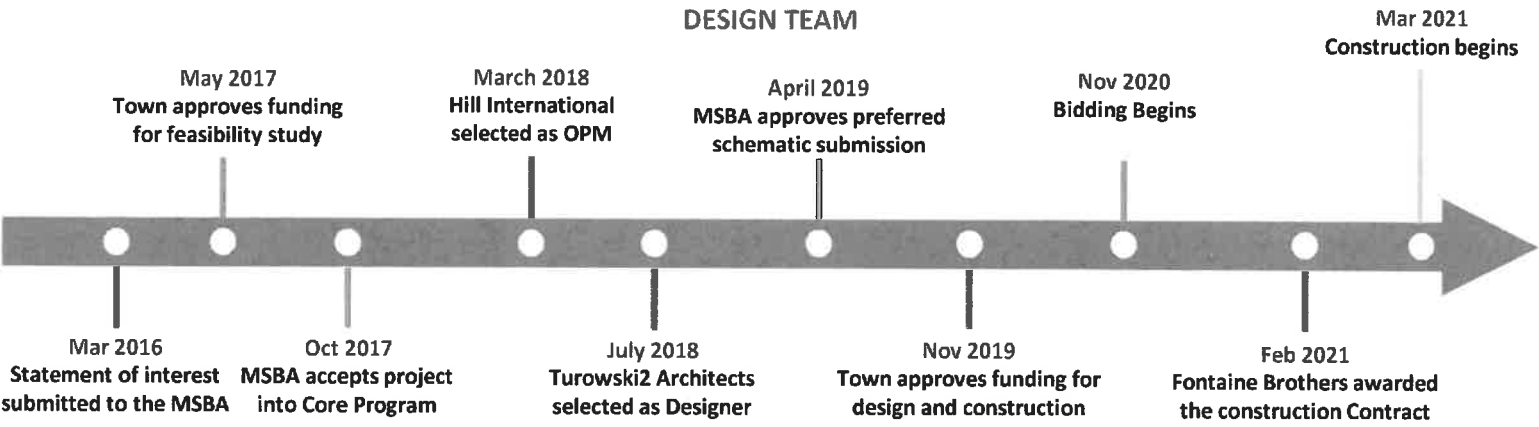 DESIGN TEAM
Mar 2021
Construction begins
May 2017
Town approves funding
for feasibility study
March 2018
Hill International
selected as OPM
April 2019
MSBA approves preferred
schematic submission
Nov 2020
Bidding Begins
Mar 2016
Statement of interest
submitted to the MSBA
Oct 2017
MSBA accepts project
into Core Program
July 2018
Turowski2 Architects
selected as Designer
Nov 2019
Town approves funding for
design and construction
Feb 2021
Fontaine Brothers awarded
the construction Contract